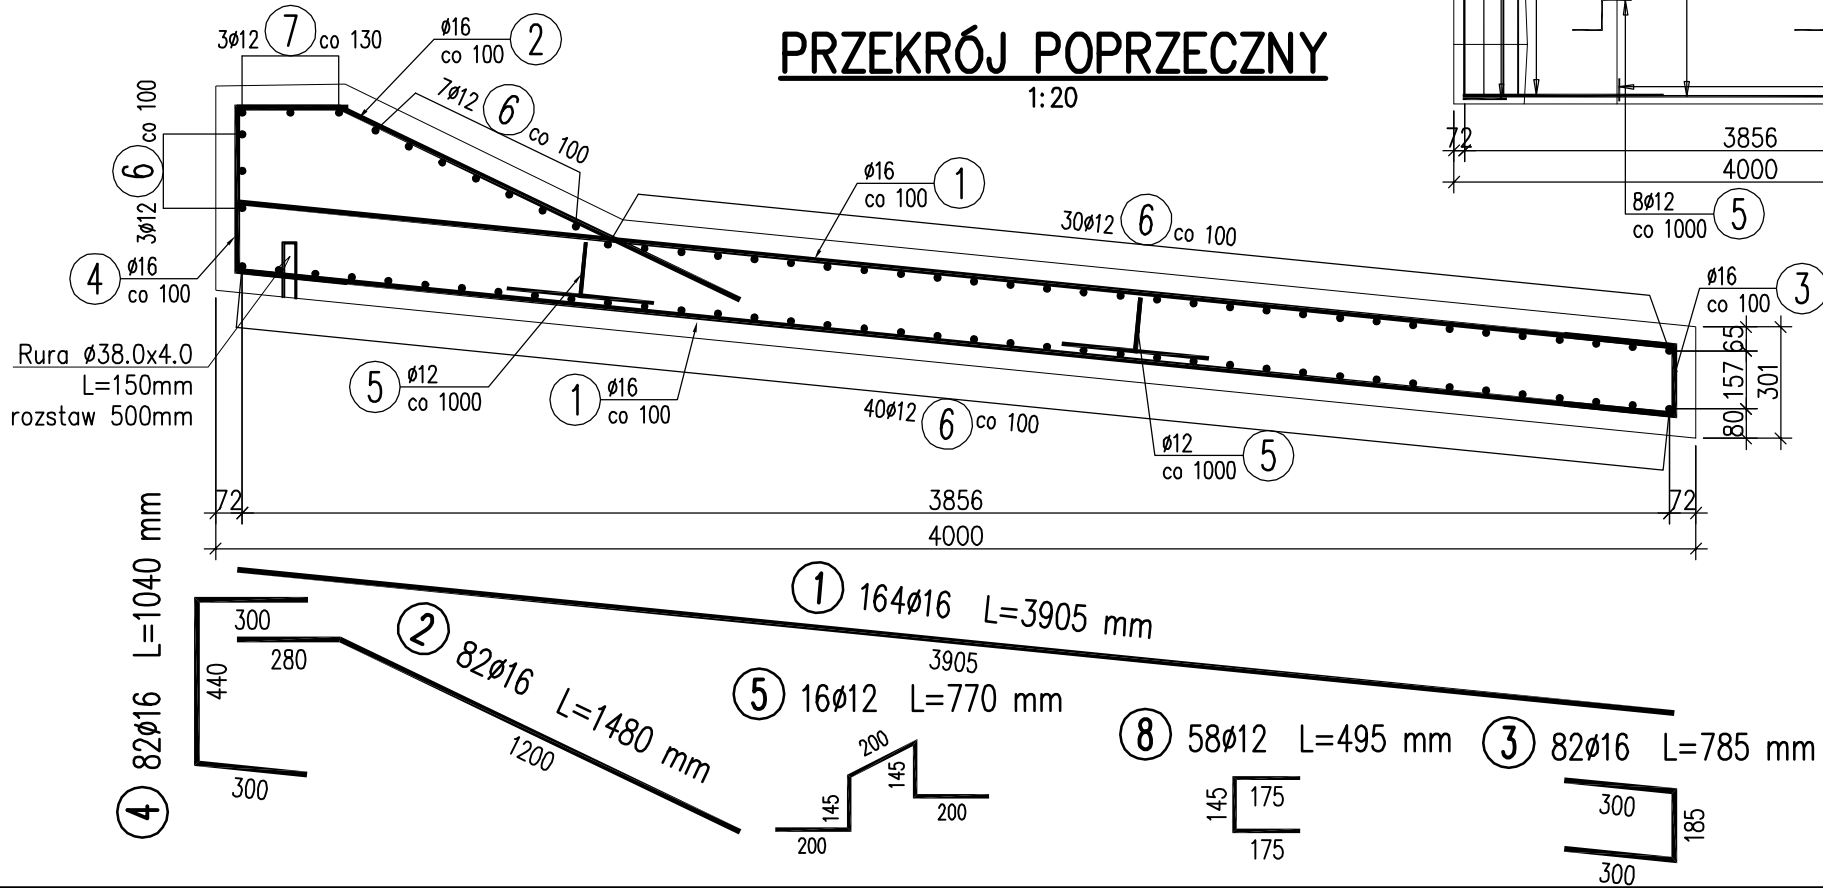 PRZEKRÓJ POPRZECZNY
1:20
3ø12 7 co 130
ø16
co 100 2
7ø12 6 co 100
3ø12 6 co 100
ø16
co 100 1
30ø12 6 co 100
4 ø16
co 100
ø16
co 100 3
Rura ø38.0x4.0
L=150mm
rozstaw 500mm
5 ø12
co 1000
1 ø16
co 100
40ø12 6 co 100
ø12
co 1000 5
65
157
80
301
72
3856
72
4000
72
3856
4000
8ø12
co 1000 5
4 82ø16 L=1040 mm
300
440
300
2 82ø16 L=1480 mm
280
1200
1 164ø16 L=3905 mm
3905
5 16ø12 L=770 mm
200
145
145
200
200
8 58ø12 L=495 mm
145
175
175
3 82ø16 L=785 mm
300
185
300